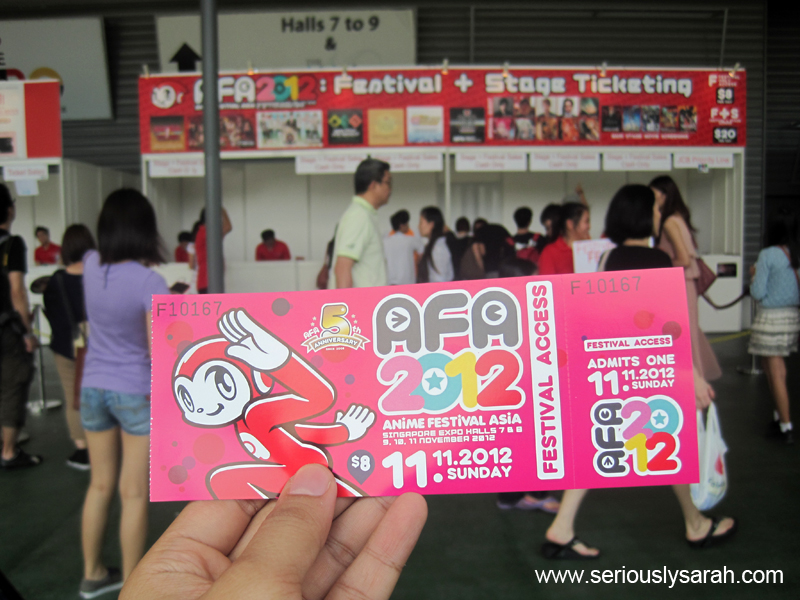 Halls 7 to 9
&
AFA2012: Festival + Stage Ticketing
$8
F+S
$20
F10167
F10167
AFA
5th
ANNIVERSARY
AFA
2012
ANIME FESTIVAL ASIA
SINGAPORE EXPO HALLS 7 & 8
9, 10, 11 NOVEMBER 2012
$8
11.11.2012
SUNDAY
FESTIVAL ACCESS
FESTIVAL ACCESS
ADMITS ONE
11.11.2012
SUNDAY
AFA
2012
www.seriouslysarah.com